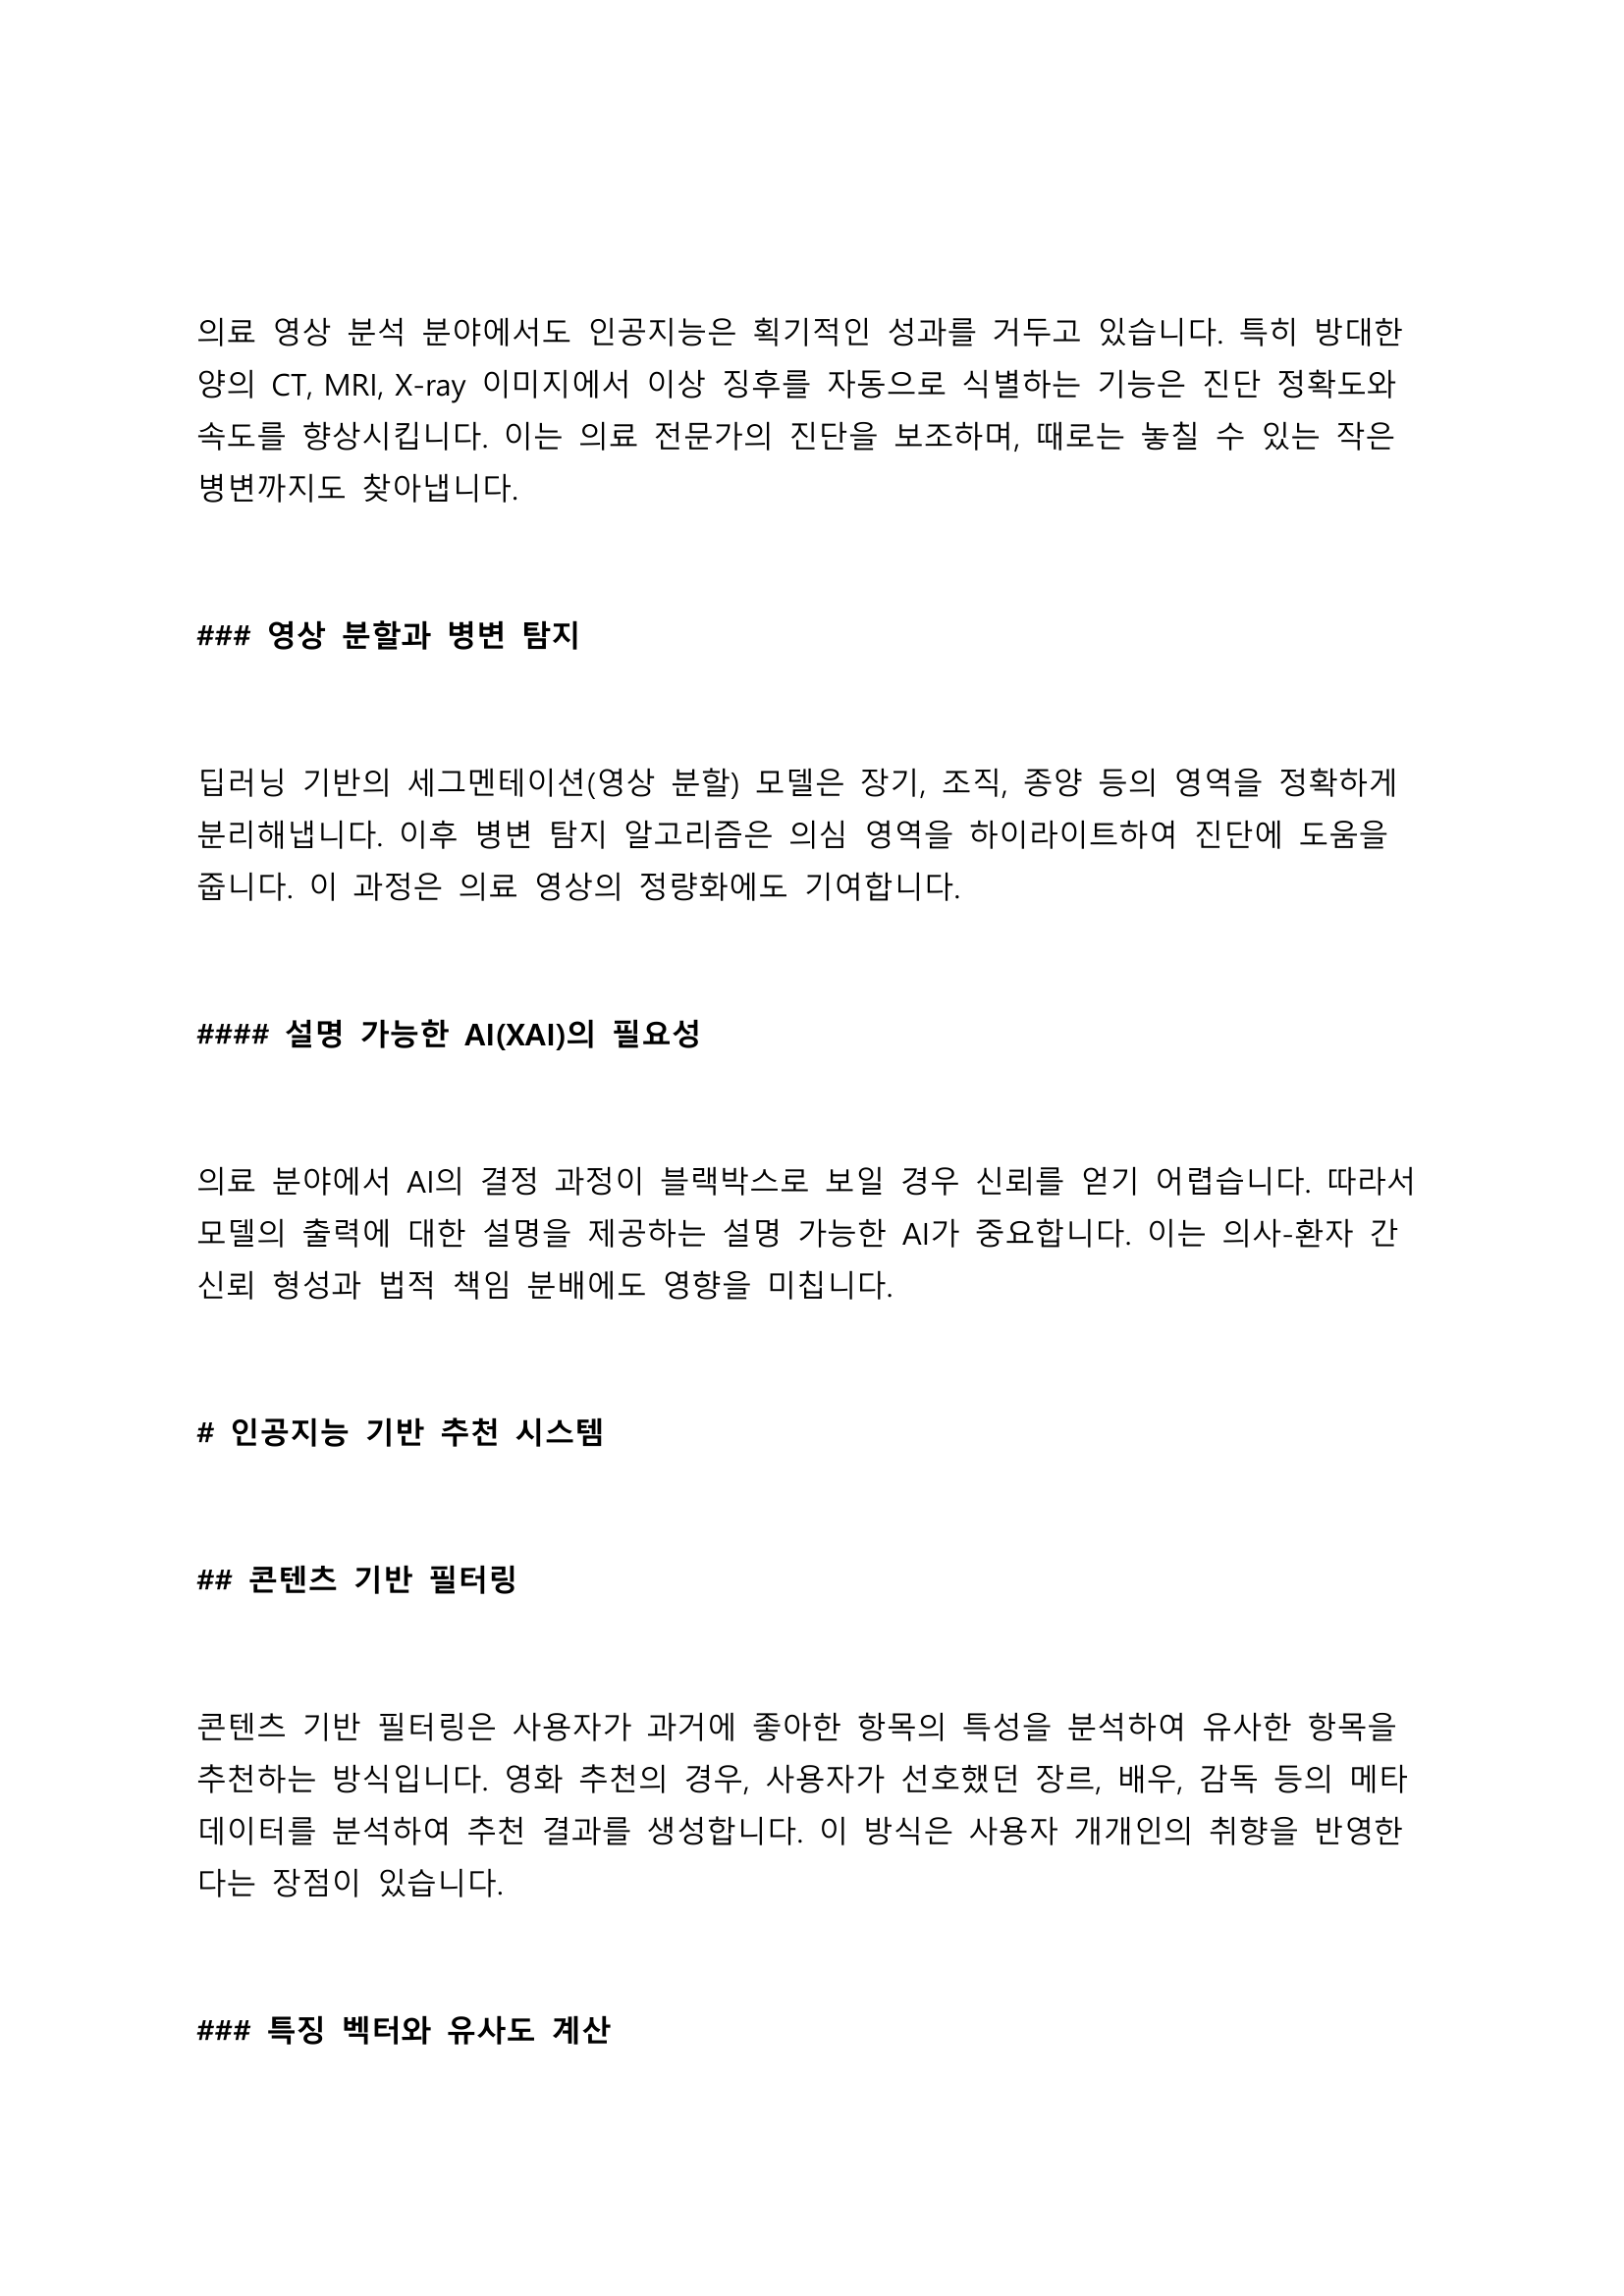 의료 영상 분석 분야에서도 인공지능은 획기적인 성과를 거두고 있습니다. 특히 방대한
양의 CT, MRI, X-ray 이미지에서 이상 징후를 자동으로 식별하는 기능은 진단 정확도와
속도를 향상시킵니다. 이는 의료 전문가의 진단을 보조하며, 때로는 놓칠 수 있는 작은
병변까지도 찾아냅니다.
### 영상 분할과 병변 탐지
딥러닝 기반의 세그멘테이션(영상 분할) 모델은 장기, 조직, 종양 등의 영역을 정확하게
분리해냅니다. 이후 병변 탐지 알고리즘은 의심 영역을 하이라이트하여 진단에 도움을
줍니다. 이 과정은 의료 영상의 정량화에도 기여합니다.
#### 설명 가능한 AI(XAI)의 필요성
의료 분야에서 AI의 결정 과정이 블랙박스로 보일 경우 신뢰를 얻기 어렵습니다. 따라서
모델의 출력에 대한 설명을 제공하는 설명 가능한 AI가 중요합니다. 이는 의사-환자 간
신뢰 형성과 법적 책임 분배에도 영향을 미칩니다.
# 인공지능 기반 추천 시스템
## 콘텐츠 기반 필터링
콘텐츠 기반 필터링은 사용자가 과거에 좋아한 항목의 특성을 분석하여 유사한 항목을
추천하는 방식입니다. 영화 추천의 경우, 사용자가 선호했던 장르, 배우, 감독 등의 메타
데이터를 분석하여 추천 결과를 생성합니다. 이 방식은 사용자 개개인의 취향을 반영한
다는 장점이 있습니다.
### 특징 벡터와 유사도 계산